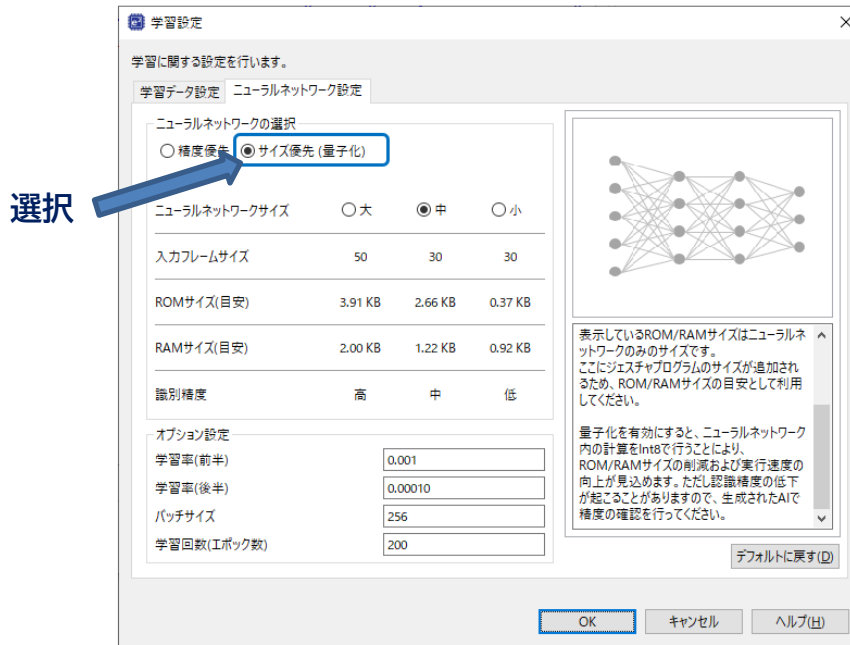 学習設定
学習に関する設定を行います。
学習データ設定 ニューラルネットワーク設定
ニューラルネットワークの選択
精度優先 サイズ優先 (量子化)
選択
ニューラルネットワークサイズ 大 中 小
入力フレームサイズ 50 30 30
ROMサイズ(目安) 3.91 KB 2.66 KB 0.37 KB
RAMサイズ(目安) 2.00 KB 1.22 KB 0.92 KB
識別精度 高 中 低
オプション設定
学習率(前半) 0.001
学習率(後半) 0.00010
バッチサイズ 256
学習回数(エポック数) 200
表示しているROM/RAMサイズはニューラルネ
ットワークのみのサイズです。
ここにジェスチャプログラムのサイズが追加され
るため、ROM/RAMサイズの目安として利用
してください。
量子化を有効にすると、ニューラルネットワーク
内の計算をInt8で行うことにより、
ROM/RAMサイズの削減および実行速度の
向上が見込めます。ただし認識精度の低下
が起こることがありますので、生成されたAIで
精度の確認を行ってください。
デフォルトに戻す(D)
OK キャンセル ヘルプ(H)